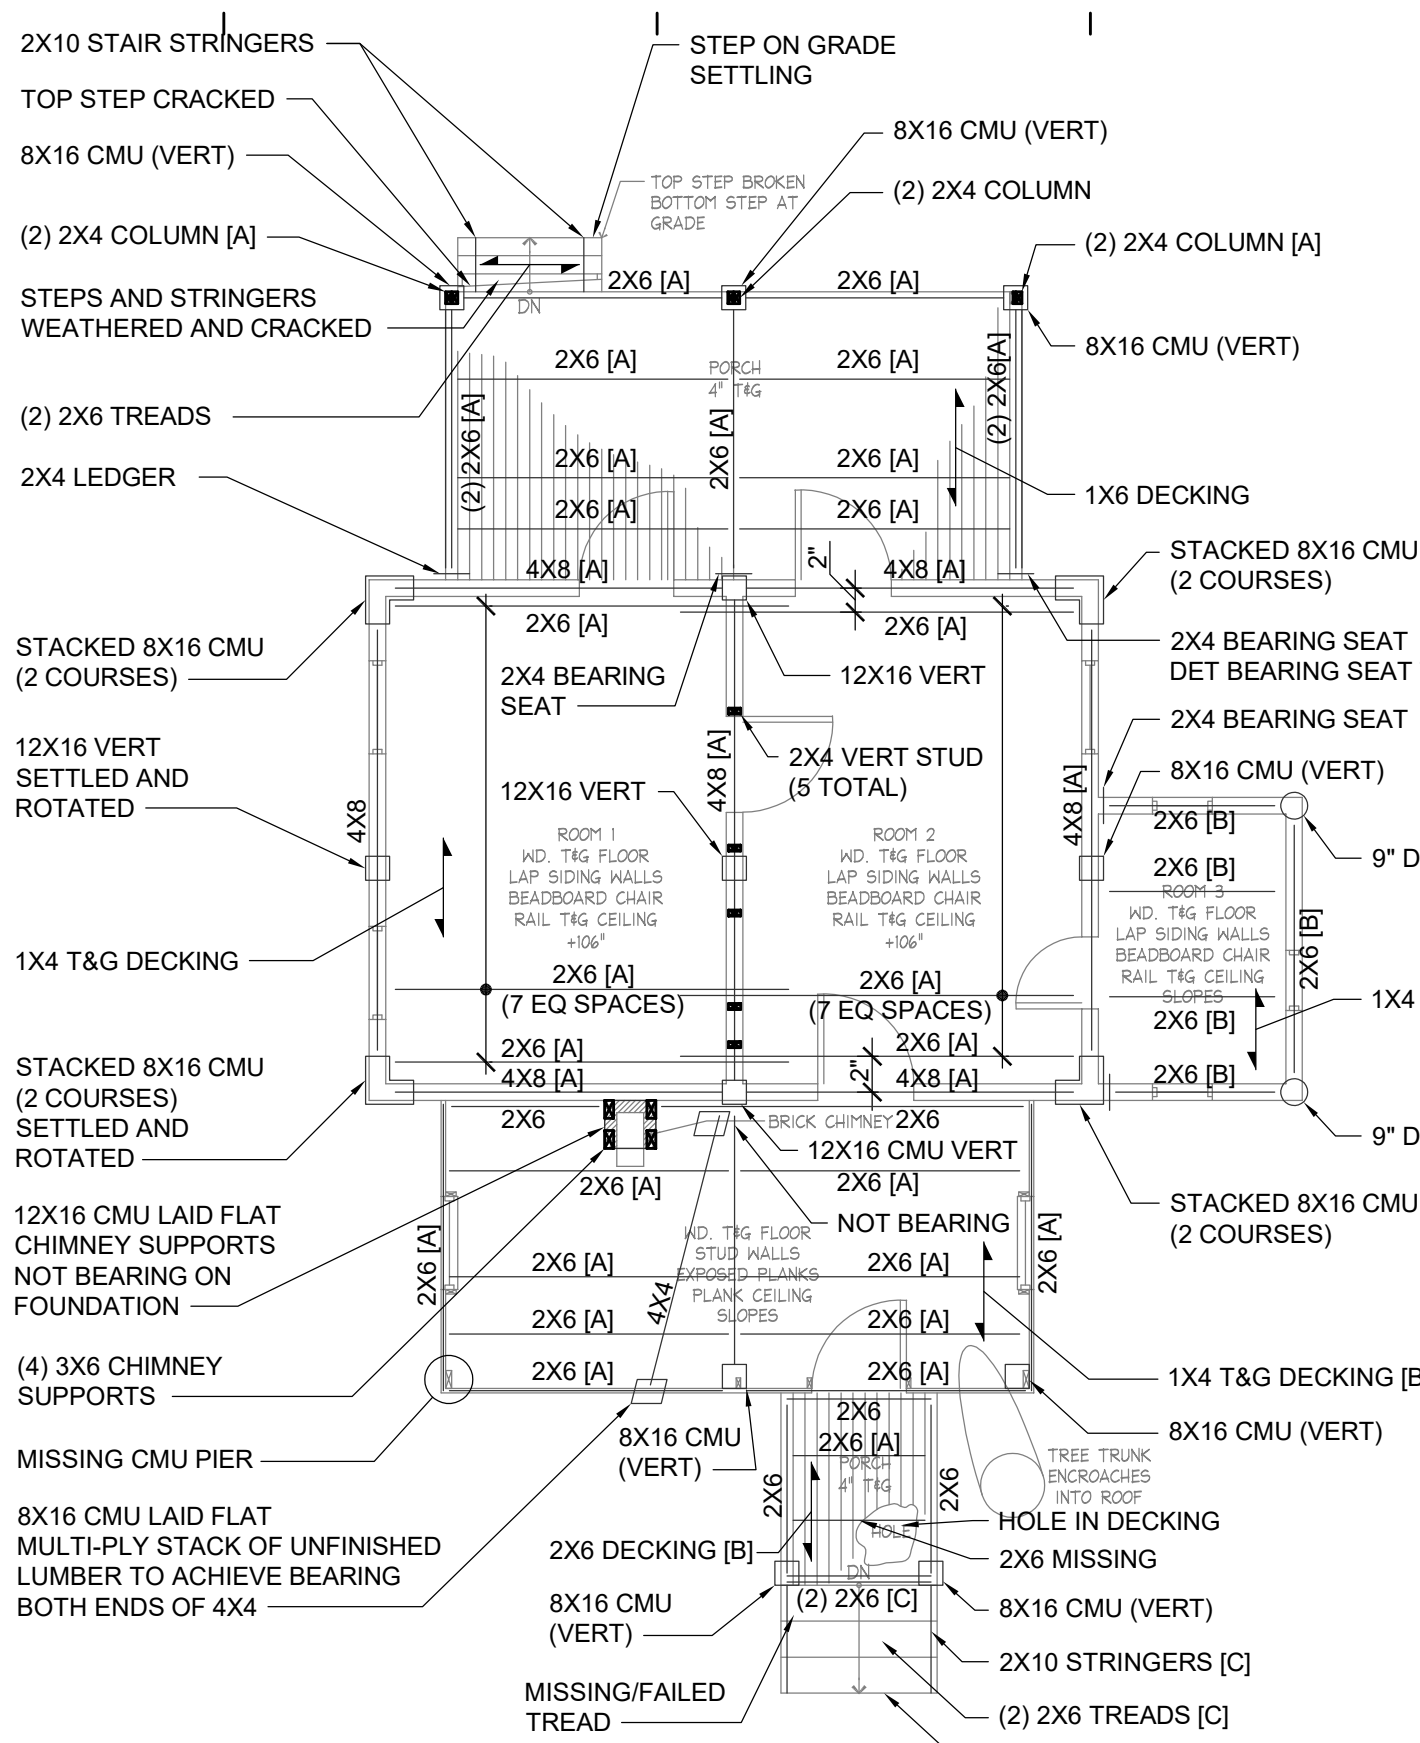 2X10 STAIR STRINGERS
STEP ON GRADE
SETTLING
TOP STEP CRACKED
8X16 CMU (VERT)
8X16 CMU (VERT)
TOP STEP BROKEN
BOTTOM STEP AT
GRADE
(2) 2X4 COLUMN
(2) 2X4 COLUMN [A]
(2) 2X4 COLUMN [A]
STEPS AND STRINGERS
WEATHERED AND CRACKED
DN
2X6 [A]
2X6 [A]
8X16 CMU (VERT)
2X6 [A]
2X6 [A]
PORCH
4" T&G
(2) 2X6 TREADS
(2) 2X6 [A]
2X6 [A]
(2) 2X6[A]
2X4 LEDGER
2X6 [A]
2X6 [A]
1X6 DECKING
2X6 [A]
2X6 [A]
4X8 [A]
2"
4X8 [A]
STACKED 8X16 CMU
(2 COURSES)
2X6 [A]
2X6 [A]
STACKED 8X16 CMU
(2 COURSES)
2X4 BEARING
SEAT
12X16 VERT
2X4 BEARING SEAT
DET BEARING SEAT
2X4 BEARING SEAT
12X16 VERT
SETTLED AND
ROTATED
4X8
12X16 VERT
4X8 [A]
2X4 VERT STUD
(5 TOTAL)
4X8 [A]
8X16 CMU (VERT)
2X6 [B]
9" D
ROOM 1
WD. T&G FLOOR
LAP SIDING WALLS
BEADBOARD CHAIR
RAIL T&G CEILING
+106"
ROOM 2
WD. T&G FLOOR
LAP SIDING WALLS
BEADBOARD CHAIR
RAIL T&G CEILING
+106"
2X6 [B]
ROOM 3
WD. T&G FLOOR
LAP SIDING WALLS
BEADBOARD CHAIR
RAIL T&G CEILING
SLOPES
2X6 [B]
1X4 T&G DECKING
2X6 [A]
(7 EQ SPACES)
2X6 [A]
(7 EQ SPACES)
2X6 [B]
1X4
2X6 [A]
2X6 [A]
4X8 [A]
2"
4X8 [A]
2X6 [B]
STACKED 8X16 CMU
(2 COURSES)
SETTLED AND
ROTATED
2X6
BRICK CHIMNEY
2X6
9" D
12X16 CMU VERT
2X6 [A]
2X6 [A]
12X16 CMU LAID FLAT
CHIMNEY SUPPORTS
NOT BEARING ON
FOUNDATION
NOT BEARING
STACKED 8X16 CMU
(2 COURSES)
2X6 [A]
WD. T&G FLOOR
STUD WALLS
EXPOSED PLANKS
PLANK CEILING
SLOPES
2X6 [A]
2X6 [A]
2X6 [A]
4X4
2X6 [A]
2X6 [A]
(4) 3X6 CHIMNEY
SUPPORTS
2X6 [A]
2X6 [A]
1X4 T&G DECKING [B
8X16 CMU (VERT)
MISSING CMU PIER
8X16 CMU
(VERT)
2X6
2X6 [A]
PORCH
4" T&G
2X6
2X6
TREE TRUNK
ENCROACHES
INTO ROOF
8X16 CMU LAID FLAT
MULTI-PLY STACK OF UNFINISHED
LUMBER TO ACHIEVE BEARING
BOTH ENDS OF 4X4
HOLE
HOLE IN DECKING
2X6 DECKING [B]
2X6 MISSING
DN
8X16 CMU
(VERT)
(2) 2X6 [C]
8X16 CMU (VERT)
2X10 STRINGERS [C]
MISSING/FAILED
TREAD
(2) 2X6 TREADS [C]